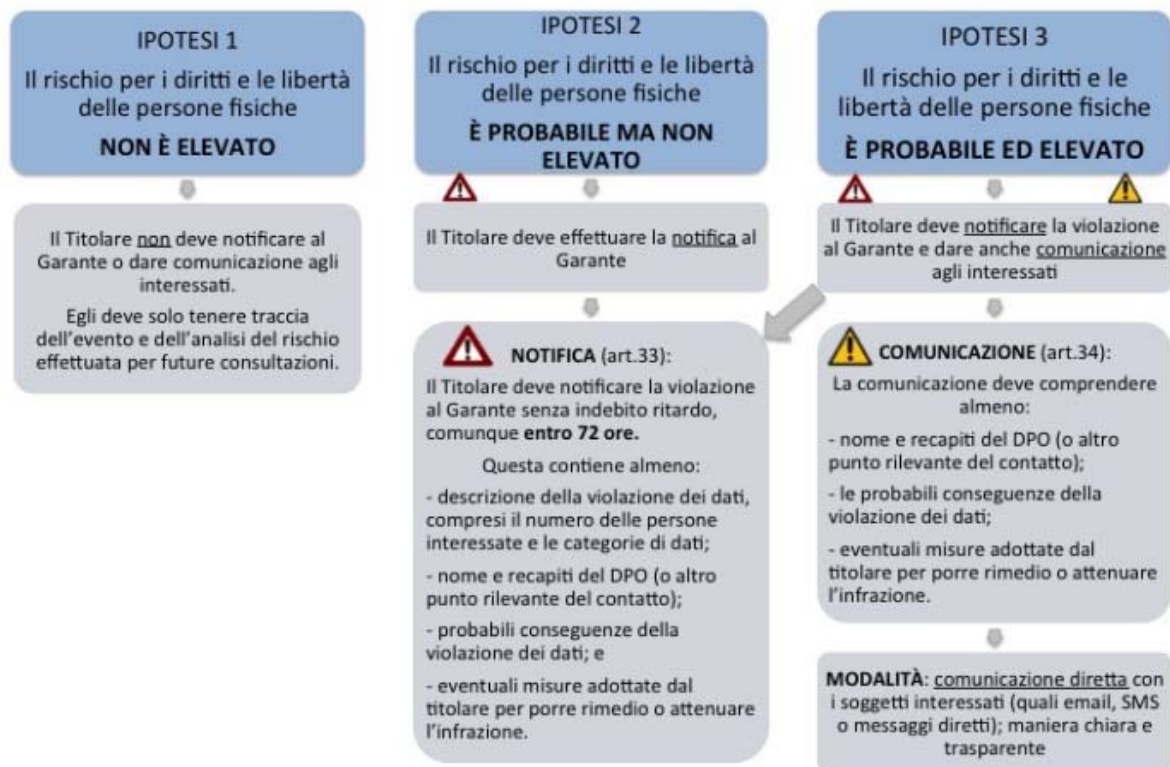 IPOTESI 1
Il rischio per i diritti e le libertà
delle persone fisiche
NON È ELEVATO
Il Titolare non deve notificare al
Garante o dare comunicazione agli
interessati.
Egli deve solo tenere traccia
dell'evento e dell'analisi del rischio
effettuata per future consultazioni.
IPOTESI 2
Il rischio per i diritti e le libertà
delle persone fisiche
È PROBABILE MA NON
ELEVATO
Il Titolare deve effettuare la notifica al
Garante
NOTIFICA (art.33):
Il Titolare deve notificare la violazione
al Garante senza indebito ritardo,
comunque entro 72 ore.
Questa contiene almeno:
- descrizione della violazione dei dati,
compresi il numero delle persone
interessate e le categorie di dati;
- nome e recapiti del DPO (o altro
punto rilevante del contatto);
- probabili conseguenze della
violazione dei dati; e
- eventuali misure adottate dal
titolare per porre rimedio o attenuare
l'infrazione.
IPOTESI 3
Il rischio per i diritti e le
libertà delle persone fisiche
È PROBABILE ED ELEVATO
Il Titolare deve notificare la violazione
al Garante e dare anche comunicazione
agli interessati
COMUNICAZIONE (art.34):
La comunicazione deve comprendere
almeno:
- nome e recapiti del DPO (o altro
punto rilevante del contatto);
- le probabili conseguenze della
violazione dei dati;
- eventuali misure adottate dal
titolare per porre rimedio o attenuare
l'infrazione.
MODALITÀ: comunicazione diretta con
i soggetti interessati (quali email, SMS
o messaggi diretti); maniera chiara e
trasparente